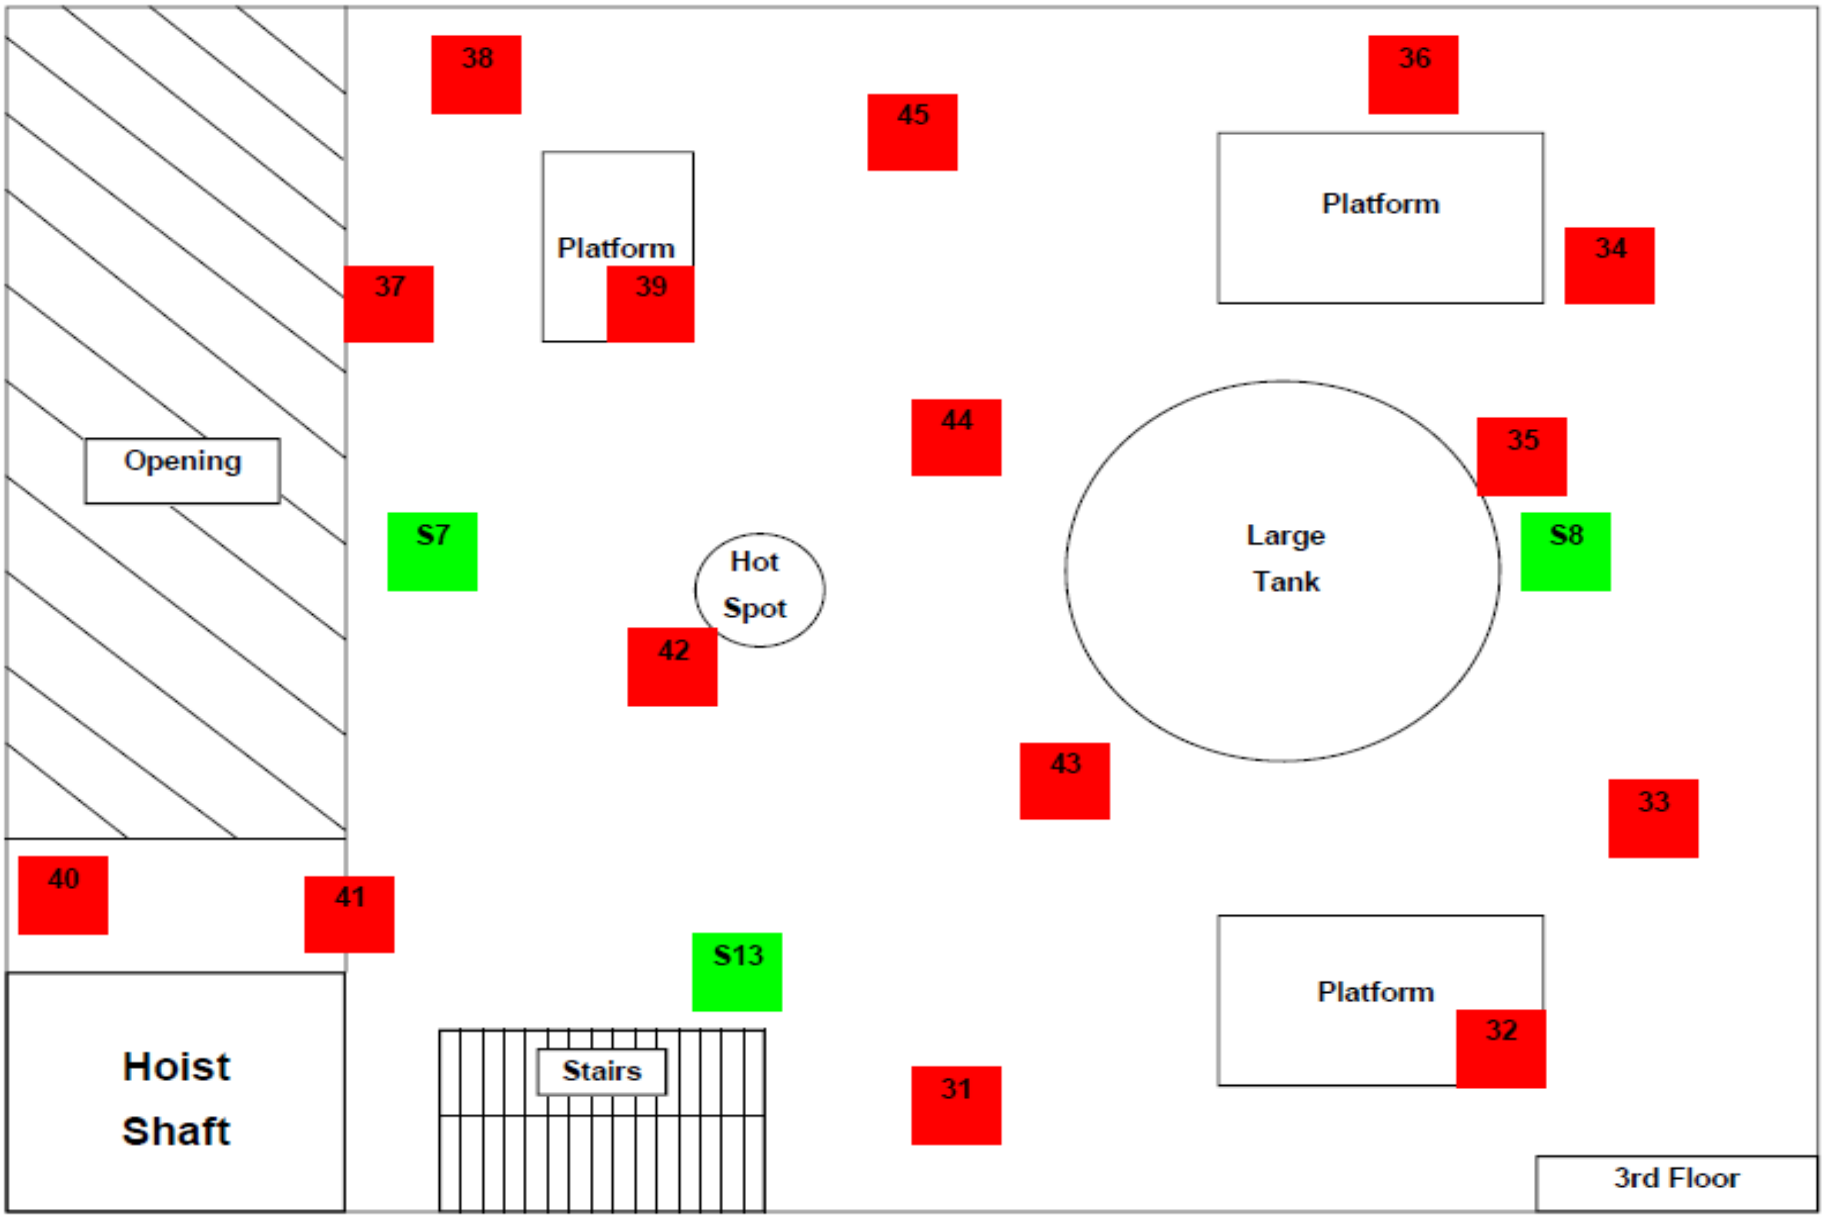 38
36
45
Platform
34
Platform
37
39
44
35
Opening
S7
S8
Hot
Spot
Large
Tank
42
43
33
40
41
S13
Platform
32
Hoist
Shaft
Stairs
31
3rd Floor